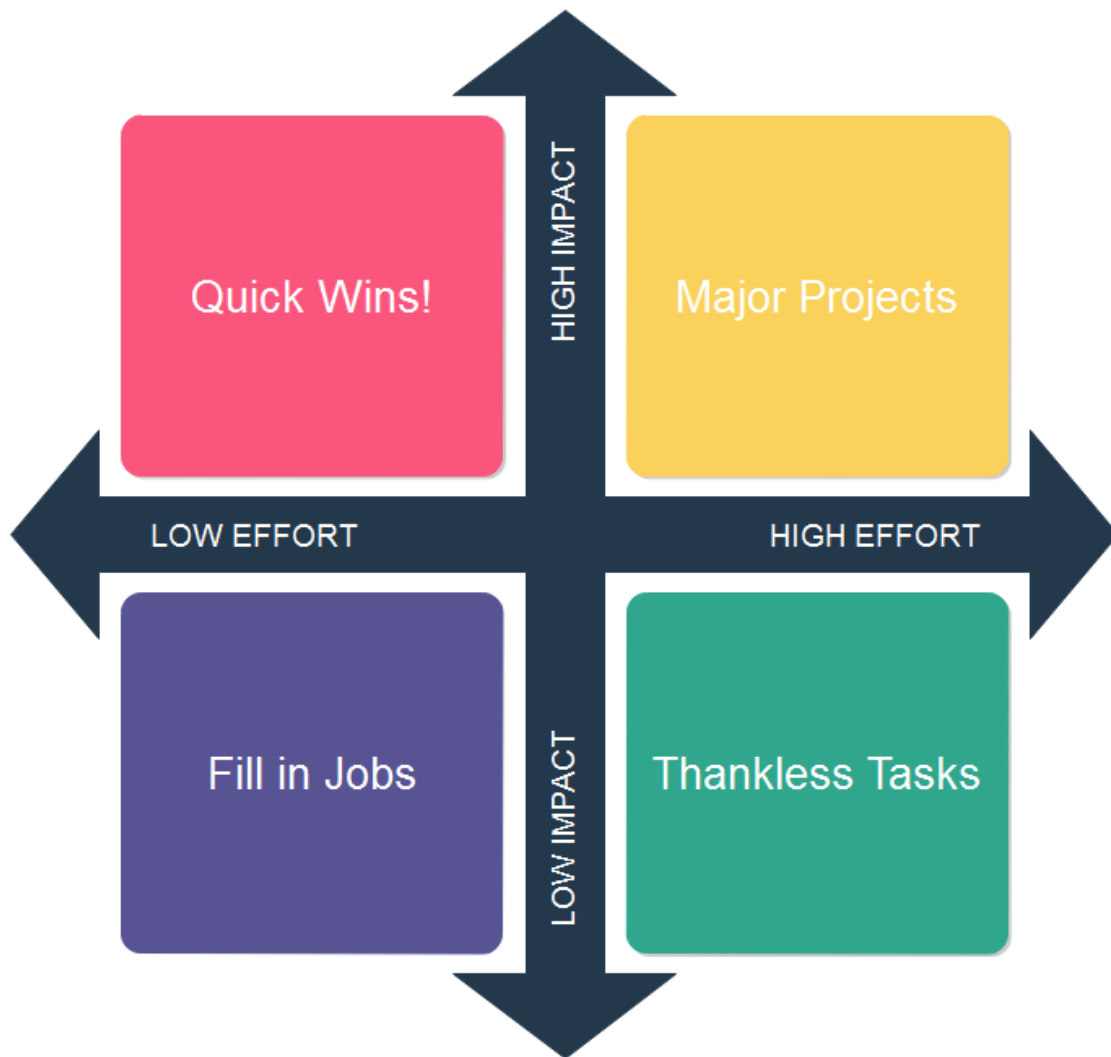 HIGH IMPACT
Quick Wins!
Major Projects
LOW EFFORT
HIGH EFFORT
Fill in Jobs
Thankless Tasks
LOW IMPACT